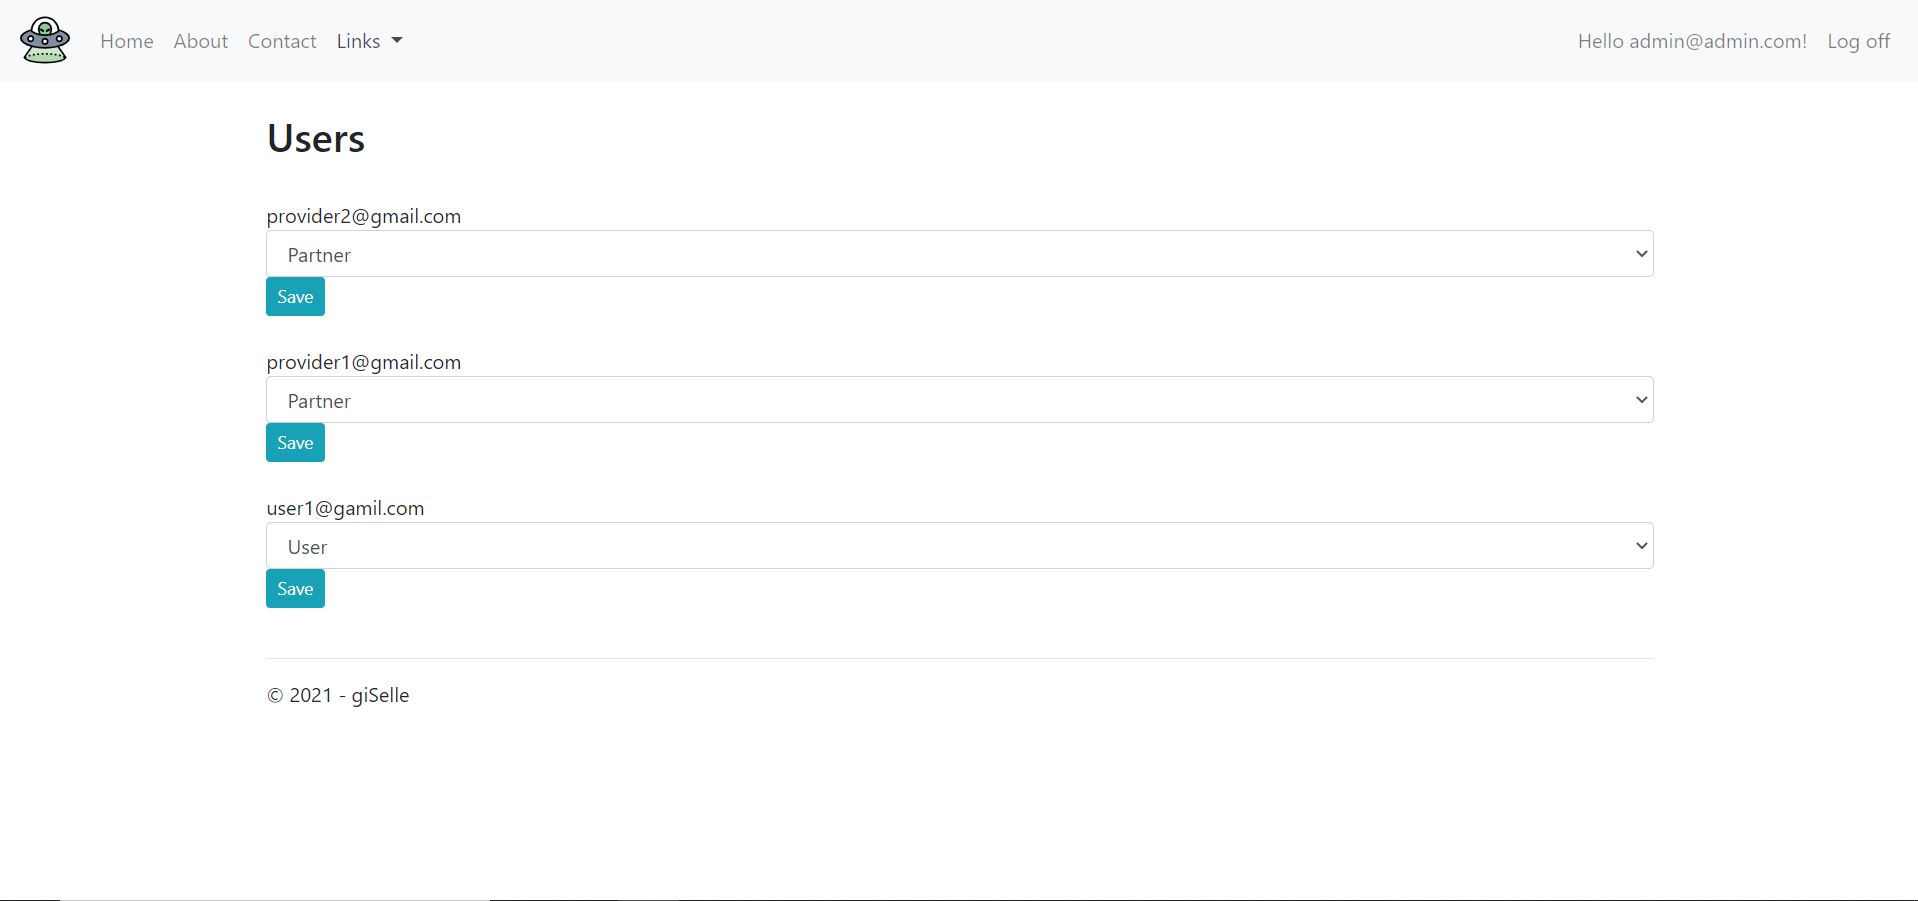 Home About Contact Links Hello admin@admin.com! Log off
Users
provider2@gmail.com
Partner
Save
provider1@gmail.com
Partner
Save
user1@gamil.com
User
Save
© 2021 - giSelle